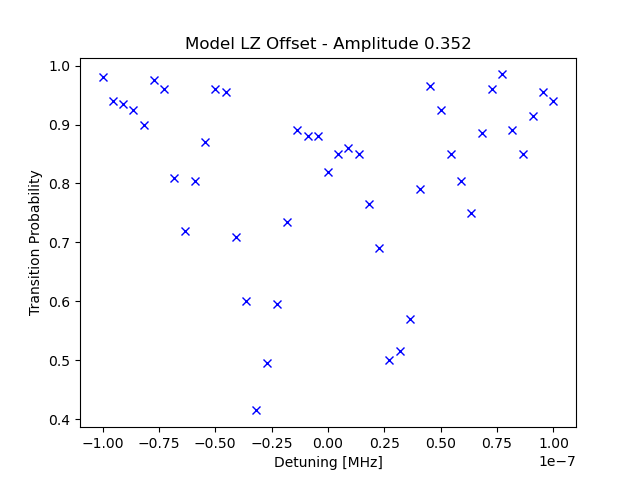 Model LZ Offset - Amplitude 0.352
1.0
0.9
0.8
0.7
0.6
0.5
0.4
Transition Probability
−1.00 −0.75 −0.50 −0.25 0.00 0.25 0.50 0.75 1.00
Detuning [MHz]
1e−7